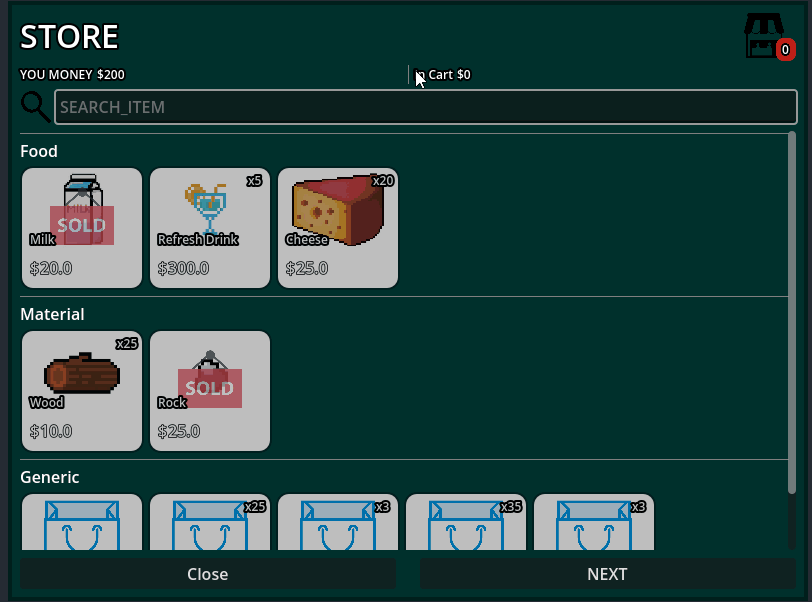 STORE
0
YOU MONEY $200
Cart $0
SEARCH_ITEM
Food
x5
x20
MILK
SOLD
Milk
Refresh Drink
Cheese
$20.0
$300.0
$25.0
Material
x25
SOLD
Wood
Rock
$10.0
$25.0
Generic
x25
x3
x35
x3
Close
NEXT